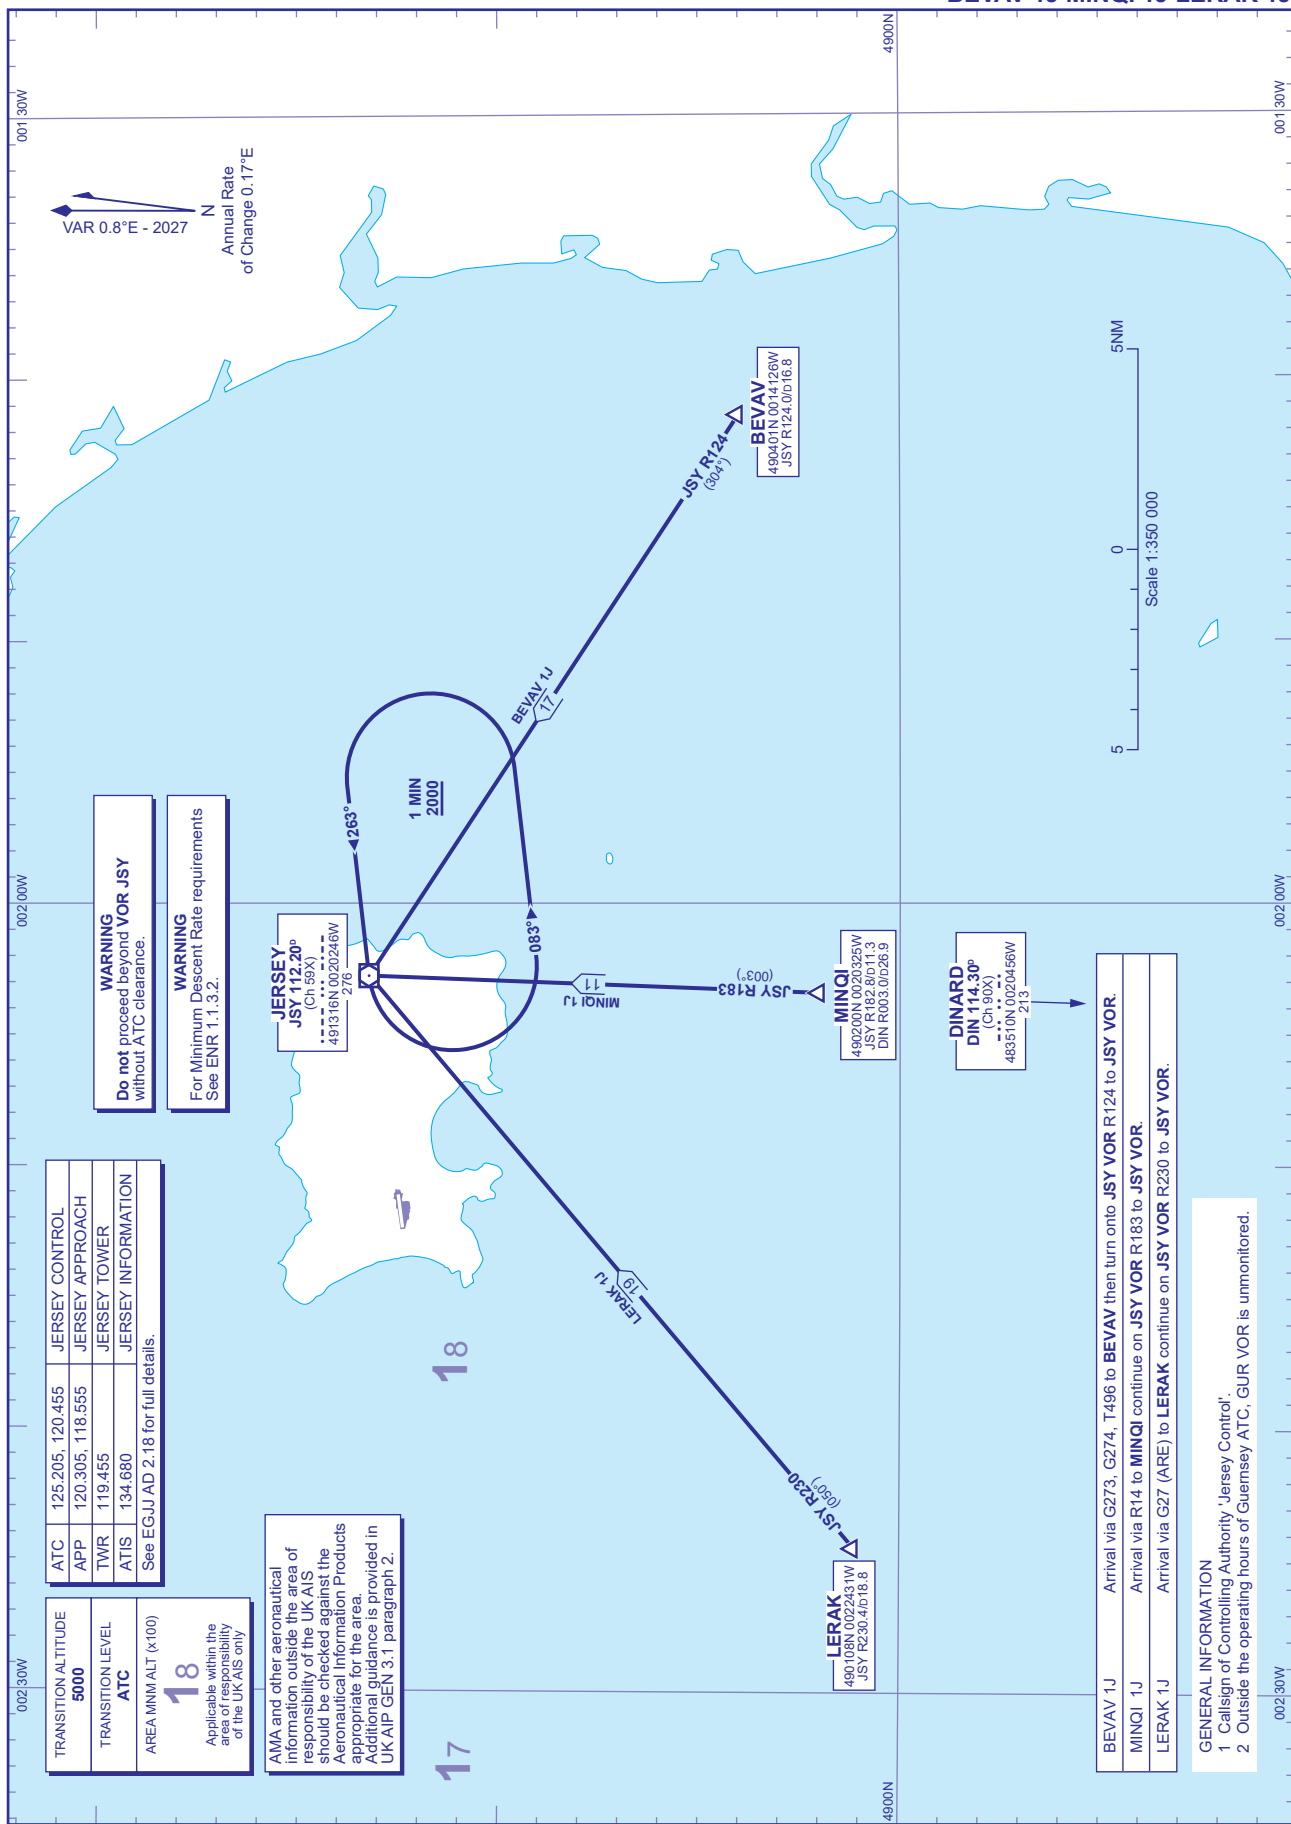 TRANSITION ALTITUDE
5000
TRANSITION LEVEL
ATC
AREA MNM ALT (x100)
18
Applicable within the
area of responsibility
of the UK AIS only
ATC 125.205, 120.455 JERSEY CONTROL
APP 120.305, 118.555 JERSEY APPROACH
TWR 119.455 JERSEY TOWER
ATIS 134.680 JERSEY INFORMATION
See EGJJ AD 2.18 for full details.
AMA and other aeronautical
information outside the area of
responsibility of the UK AIS
should be checked against the
Aeronautical Information Products
appropriate for the area.
Additional guidance is provided in
UK AIP GEN 3.1 paragraph 2.
WARNING
Do not proceed beyond VOR JSY
without ATC clearance.
WARNING
For Minimum Descent Rate requirements
See ENR 1.1.3.2.
VAR 0.8°E - 2027
N
Annual Rate
of Change 0.17°E
002 30W
002 00W
001 30W
4900N
4900N
002 30W
002 00W
001 30W
17
18
JERSEY
JSY 112.20D
(Ch 59X)
491316N 0020246W
276
263°
083°
1 MIN
2000
BEVAV 1J
17
JSY R124
(304°)
BEVAV
490401N 0014126W
JSY R124.0/D16.8
MINQI 1J
11
JSY R183
(003°)
MINQI
490200N 0020325W
JSY R182.8/D11.3
DIN R003.0/D26.9
LERAK 1J
19
JSY R230
(050°)
LERAK
490108N 0022431W
JSY R230.4/D18.8
DINARD
DIN 114.30D
(Ch 90X)
483510N 0020456W
213
5 0 5NM
Scale 1:350 000
BEVAV 1J Arrival via G273, G274, T496 to BEVAV then turn onto JSY VOR R124 to JSY VOR.
MINQI 1J Arrival via R14 to MINQI continue on JSY VOR R183 to JSY VOR.
LERAK 1J Arrival via G27 (ARE) to LERAK continue on JSY VOR R230 to JSY VOR.
GENERAL INFORMATION
1 Callsign of Controlling Authority 'Jersey Control'.
2 Outside the operating hours of Guernsey ATC, GUR VOR is unmonitored.